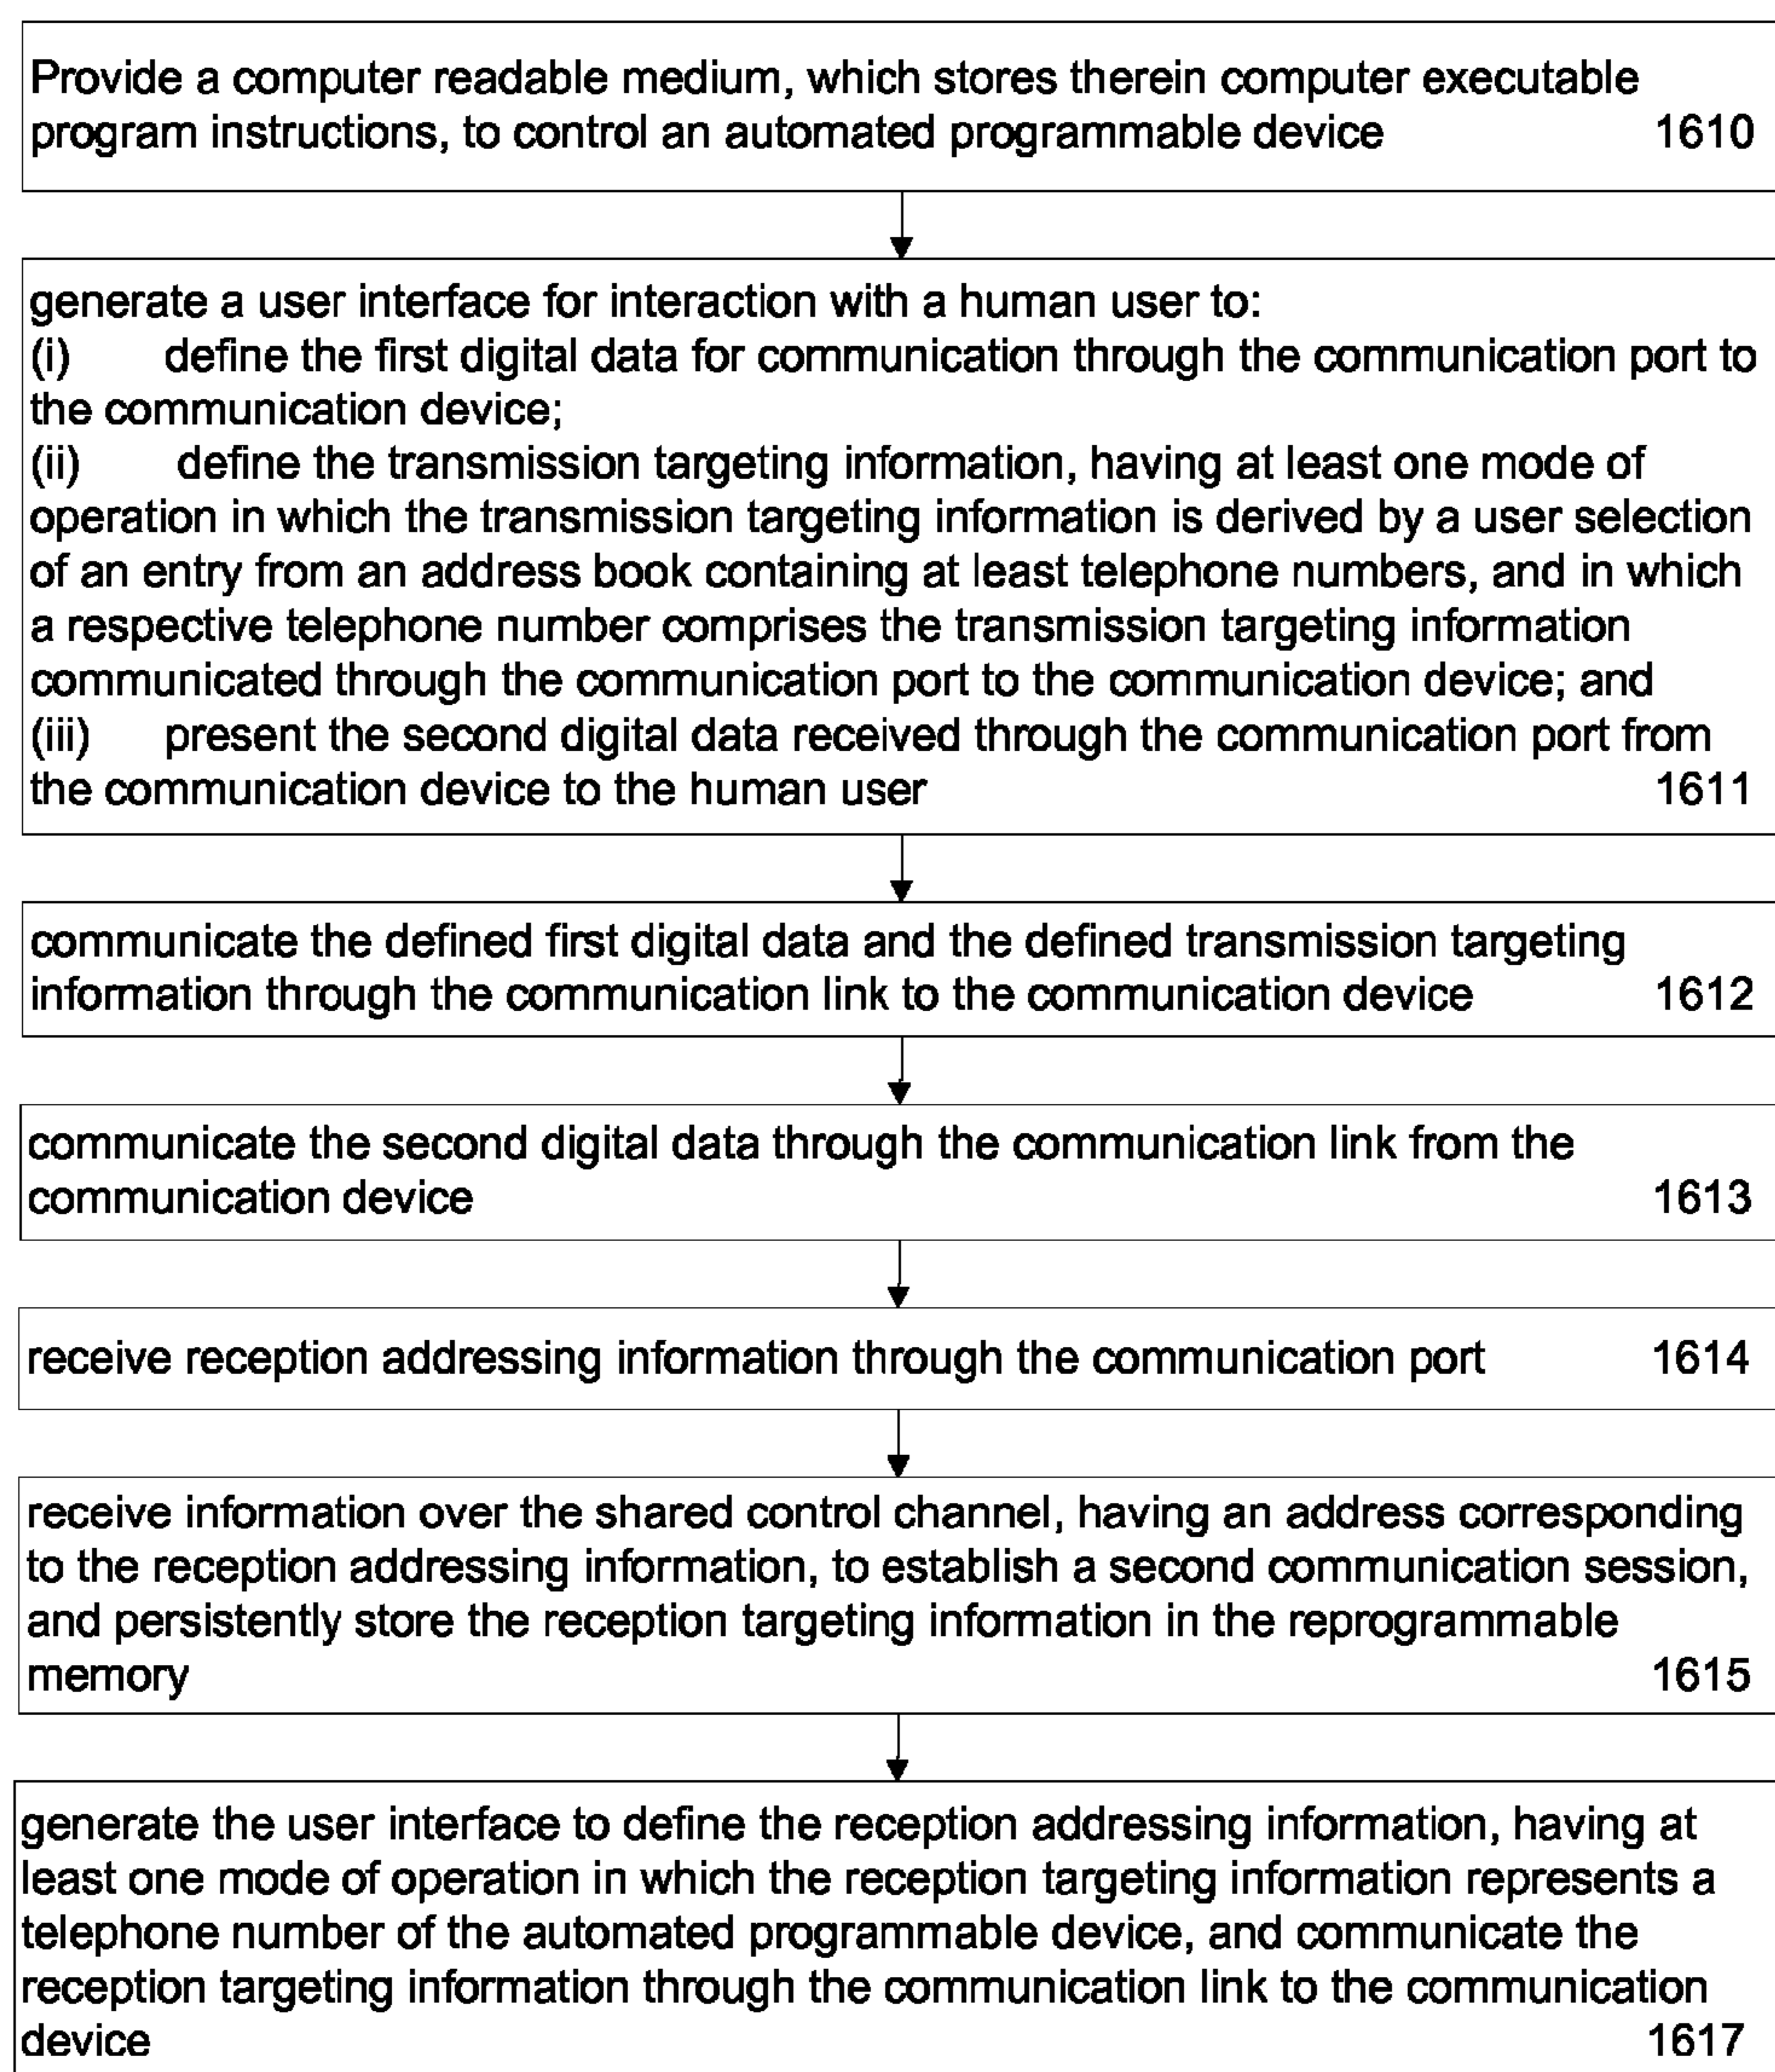 Provide a computer readable medium, which stores therein computer executable
program instructions, to control an automated programmable device 1610
generate a user interface for interaction with a human user to:
(i) define the first digital data for communication through the communication port to
the communication device;
(ii) define the transmission targeting information, having at least one mode of
operation in which the transmission targeting information is derived by a user selection
of an entry from an address book containing at least telephone numbers, and in which
a respective telephone number comprises the transmission targeting information
communicated through the communication port to the communication device; and
(iii) present the second digital data received through the communication port from
the communication device to the human user 1611
communicate the defined first digital data and the defined transmission targeting
information through the communication link to the communication device 1612
communicate the second digital data through the communication link from the
communication device 1613
receive reception addressing information through the communication port 1614
receive information over the shared control channel, having an address corresponding
to the reception addressing information, to establish a second communication session,
and persistently store the reception targeting information in the reprogrammable
memory 1615
generate the user interface to define the reception addressing information, having at
least one mode of operation in which the reception targeting information represents a
telephone number of the automated programmable device, and communicate the
reception targeting information through the communication link to the communication
device 1617